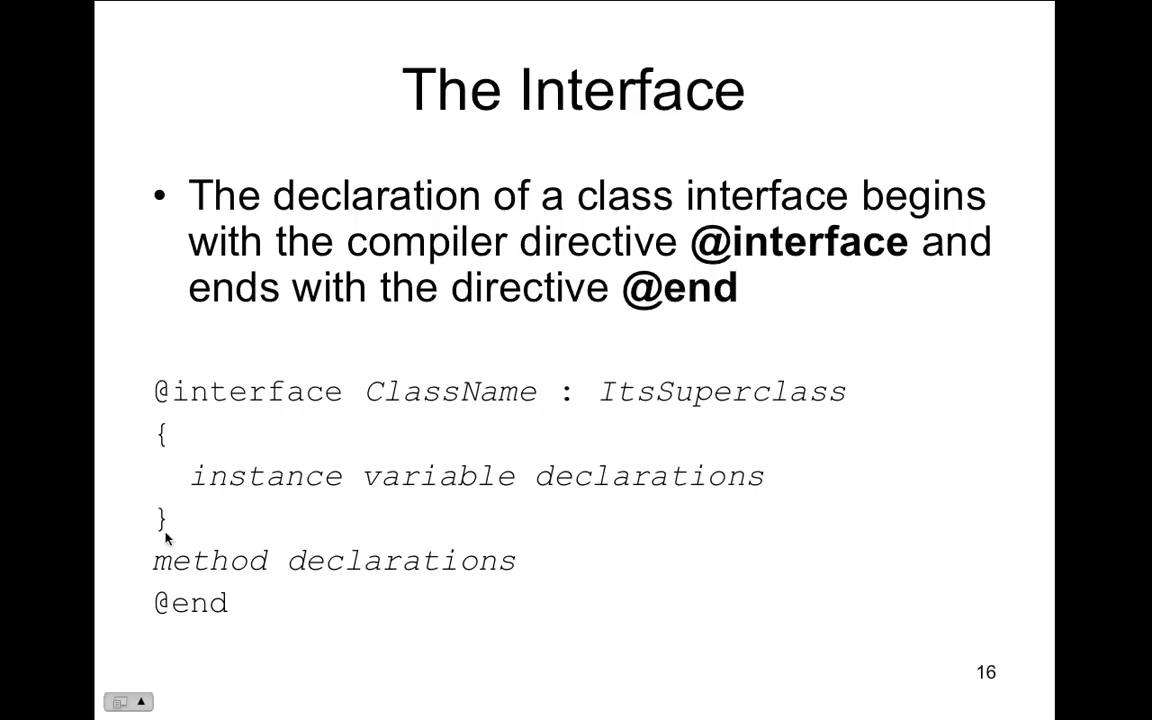 The Interface
• The declaration of a class interface begins
with the compiler directive @interface and
ends with the directive @end
@interface ClassName : ItsSuperclass
{
instance variable declarations
}
method declarations
@end
16